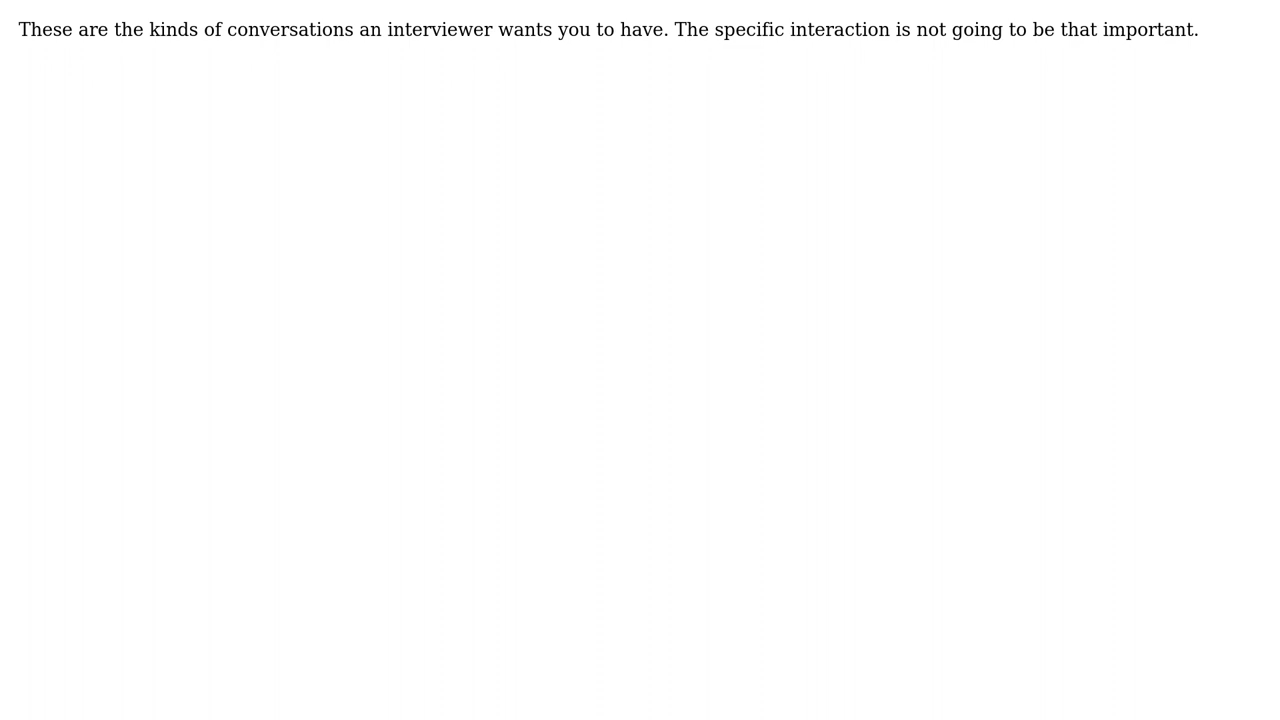 These are the kinds of conversations an interviewer wants you to have. The specific interaction is not going to be that important.